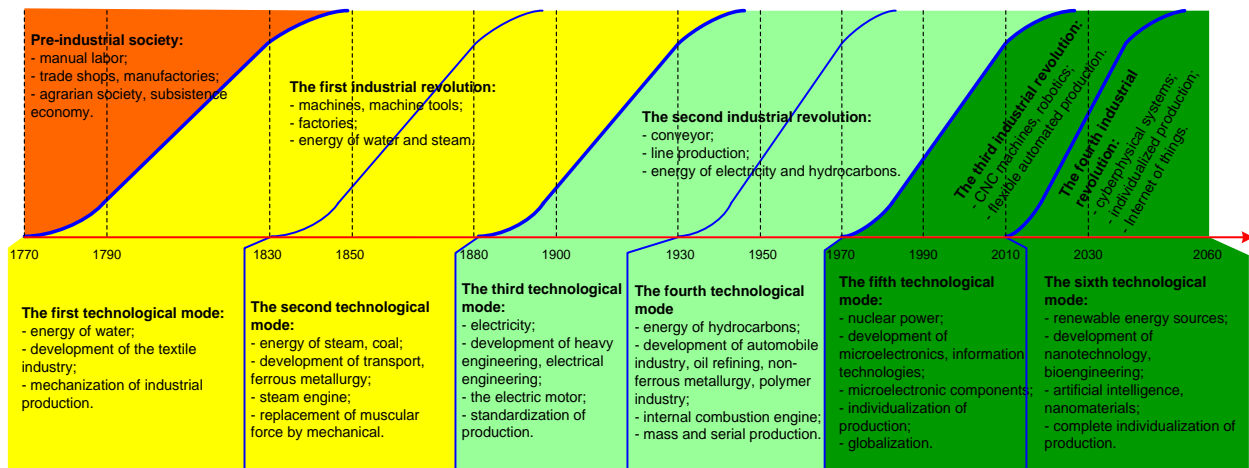 Pre-industrial society:
- manual labor;
- trade shops, manufactories;
- agrarian society, subsistence
economy.
The first industrial revolution:
- machines, machine tools;
- factories;
- energy of water and steam.
The second industrial revolution:
- conveyor;
- line production;
- energy of electricity and hydrocarbons.
The third industrial revolution:
- CNC machines, robotics;
- flexible automated production.
The fourth industrial
revolution:
- cyberphysical systems;
- individualized production;
- Internet of things.
1770 1790 1830 1850 1880 1900 1930 1950 1970 1990 2010 2030 2060
The first technological mode:
- energy of water;
- development of the textile
industry;
- mechanization of industrial
production.
The second technological
mode:
- energy of steam, coal;
- development of transport,
ferrous metallurgy;
- steam engine;
- replacement of muscular
force by mechanical.
The third technological
mode:
- electricity;
- development of heavy
engineering, electrical
engineering;
- the electric motor;
- standardization of
production.
The fourth technological
mode
- energy of hydrocarbons;
- development of automobile
industry, oil refining, non-
ferrous metallurgy, polymer
industry;
- internal combustion engine;
- mass and serial production.
The fifth technological
mode:
- nuclear power;
- development of
microelectronics, information
technologies;
- microelectronic components;
- individualization of
production;
- globalization.
The sixth technological
mode:
- renewable energy sources;
- development of
nanotechnology,
bioengineering;
- artificial intelligence,
nanomaterials;
- complete individualization of
production.